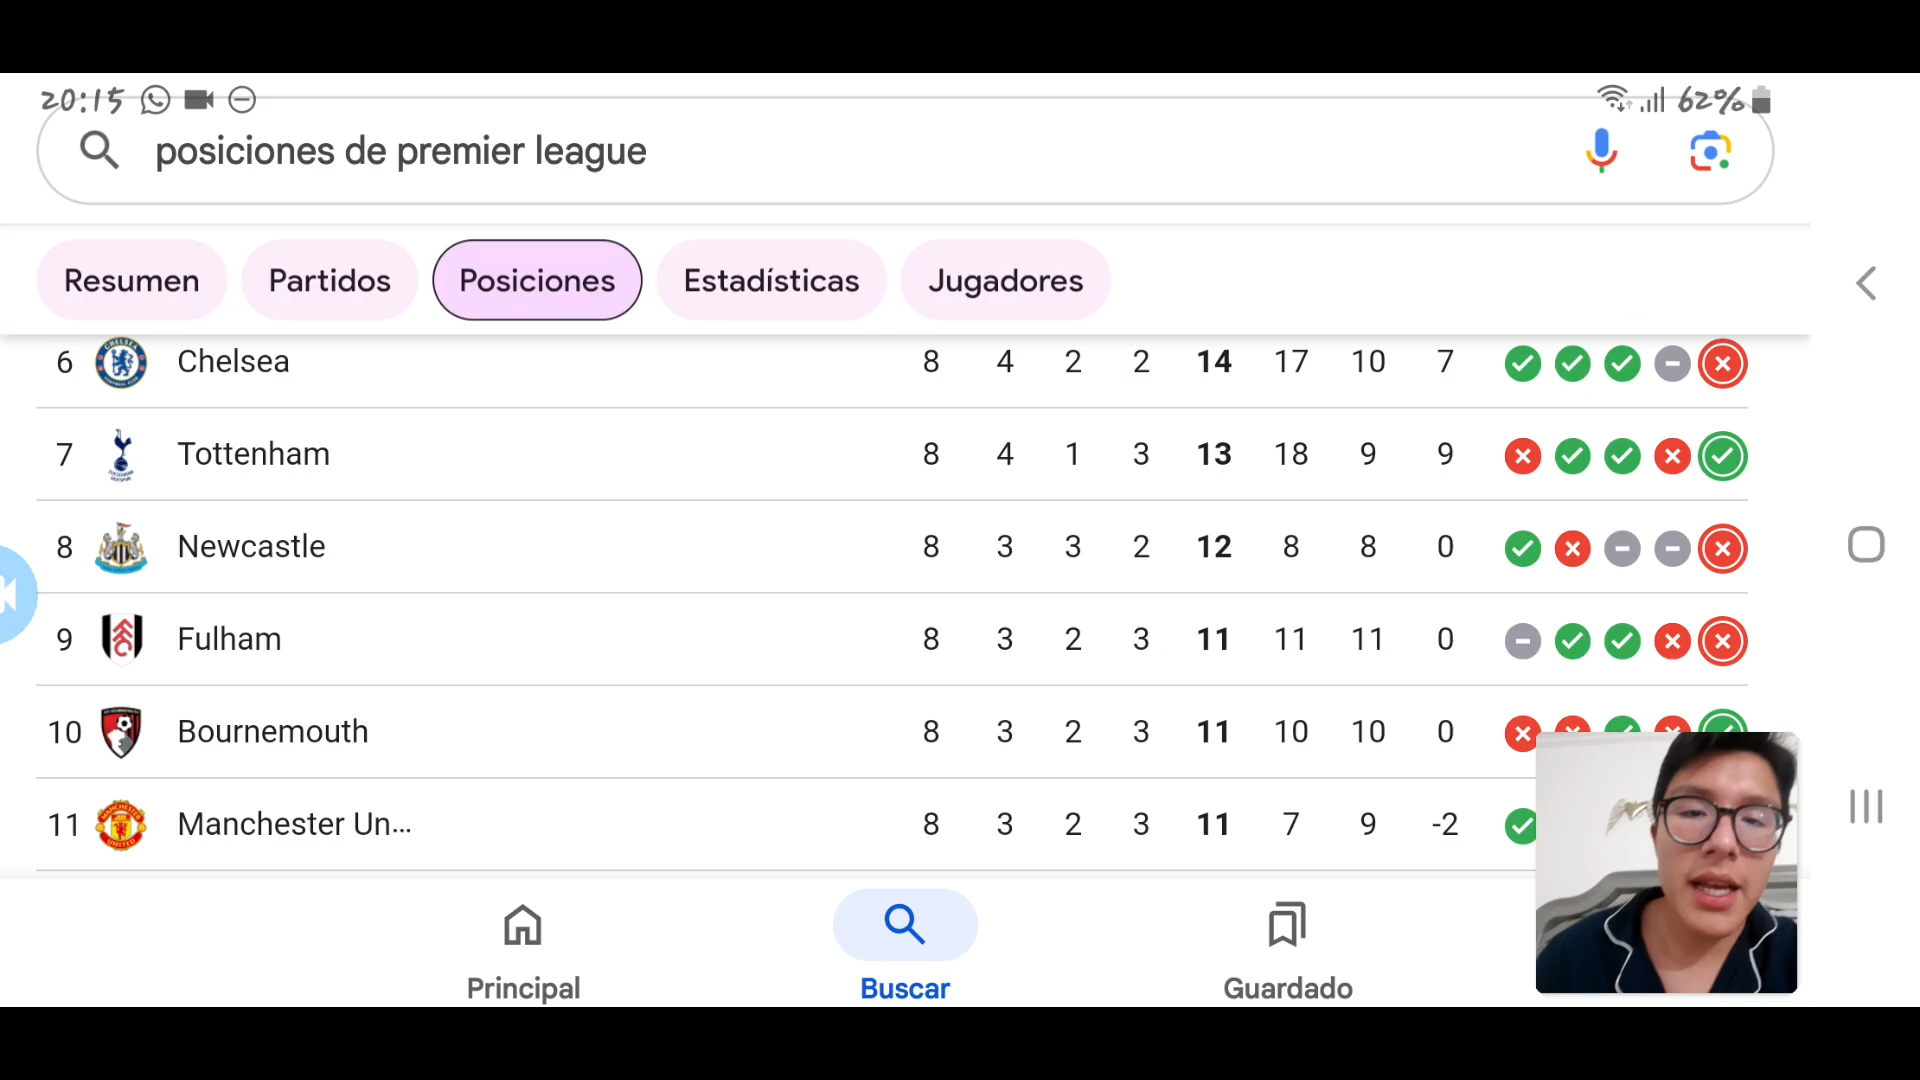 20:15 62%
posiciones de premier league
Resumen Partidos Posiciones Estadísticas Jugadores
6 Chelsea 8 4 2 2 14 17 10 7
7 Tottenham 8 4 1 3 13 18 9 9
8 Newcastle 8 3 3 2 12 8 8 0
9 Fulham 8 3 2 3 11 11 11 0
10 Bournemouth 8 3 2 3 11 10 10 0
11 Manchester Un... 8 3 2 3 11 7 9 -2
Principal Buscar Guardado